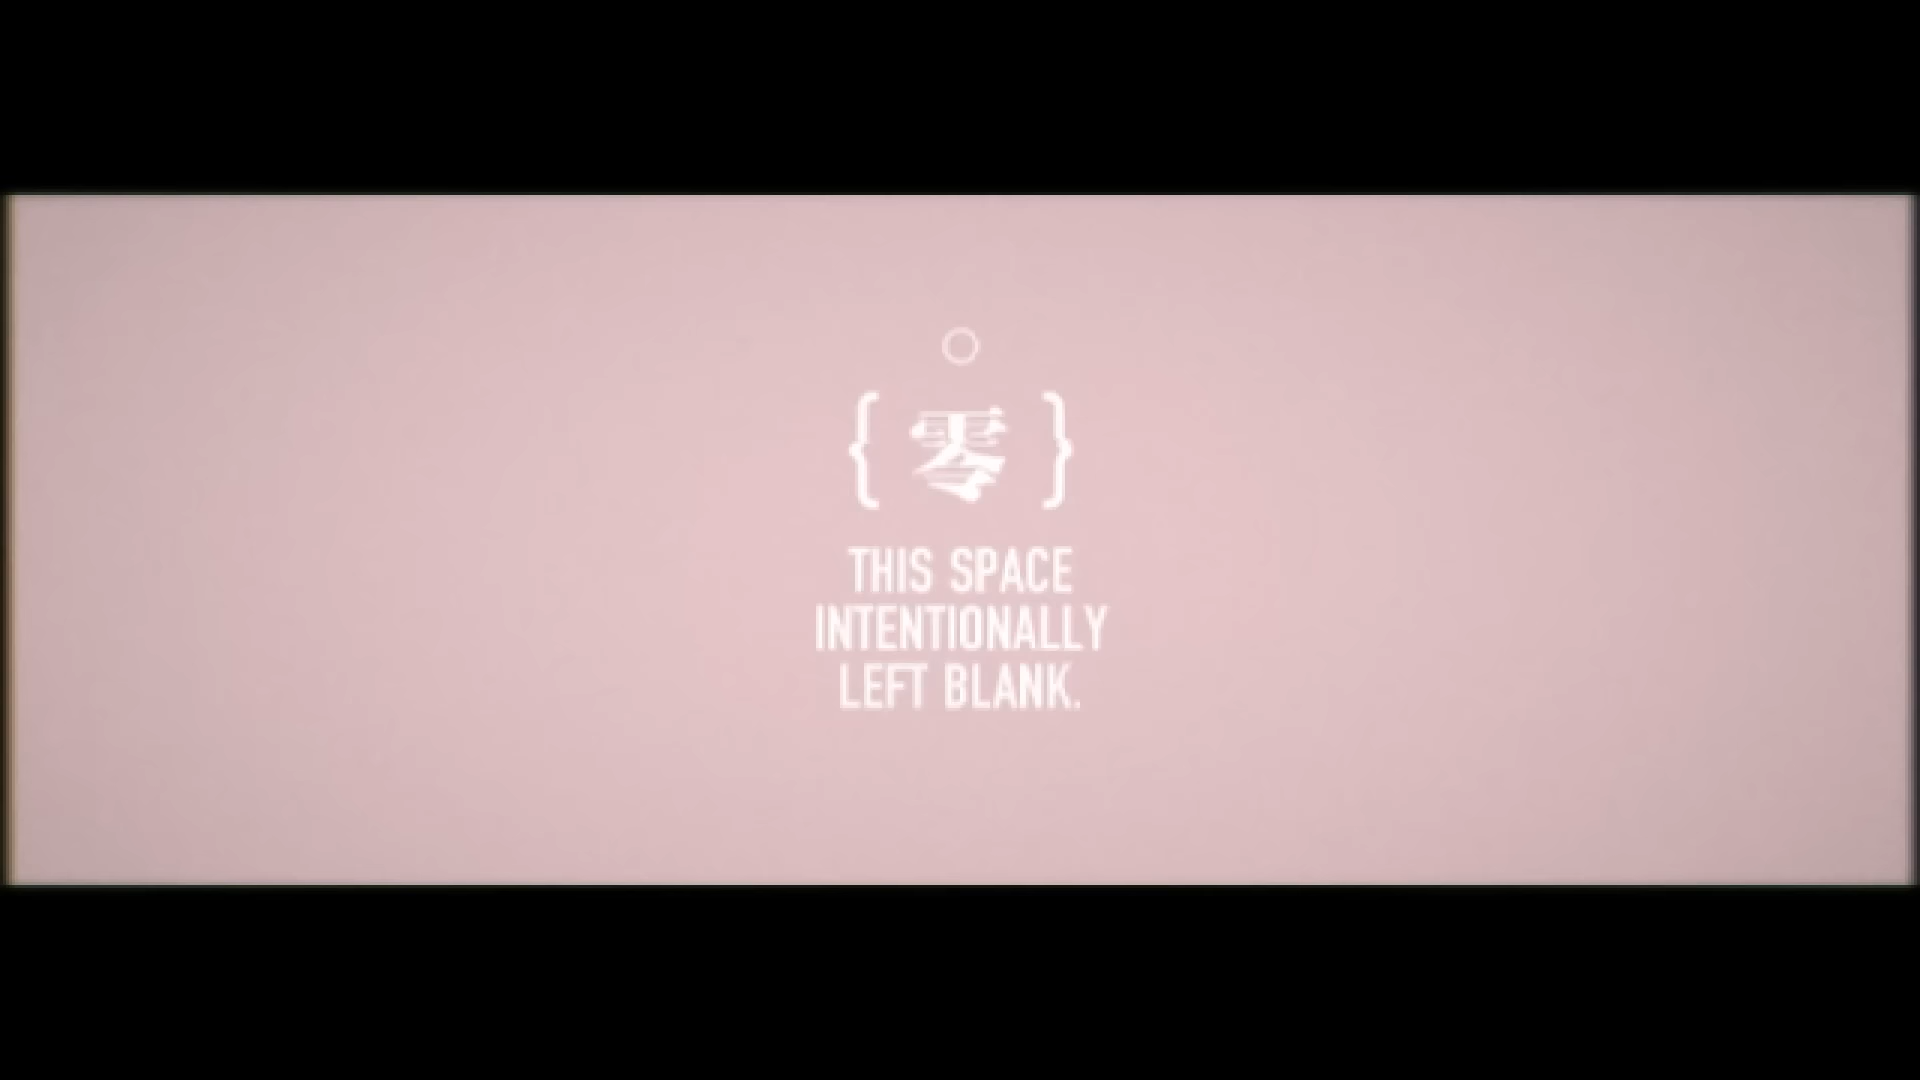 { 零 }
THIS SPACE
INTENTIONALLY
LEFT BLANK.